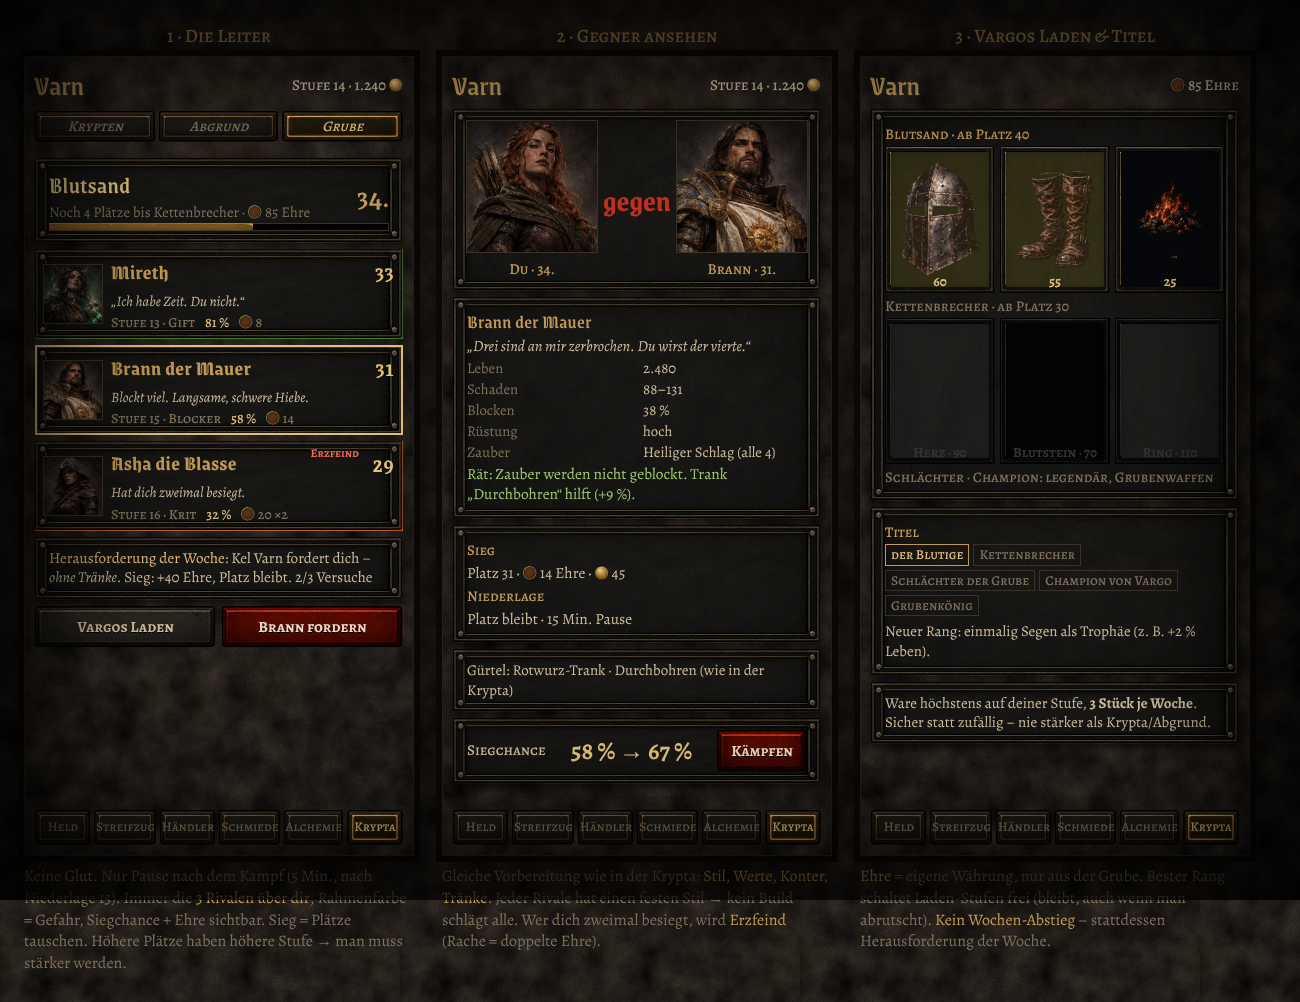 1 · Die Leiter
Varn
Stufe 14 · 1.240
Krypten
Abgrund
Grube
Blutsand
34.
Noch 4 Plätze bis Kettenbrecher · 85 Ehre
Mireth
33
„Ich habe Zeit. Du nicht.“
Stufe 13 · Gift 81 % 8
Brann der Mauer
31
Blockt viel. Langsame, schwere Hiebe.
Stufe 15 · Blocker 58 % 14
Erzfeind
Asha die Blasse
29
Hat dich zweimal besiegt.
Stufe 16 · Krit 32 % 20 ×2
Herausforderung der Woche: Kel Varn fordert dich –
ohne Tränke. Sieg: +40 Ehre, Platz bleibt. 2/3 Versuche
Vargos Laden
Brann fordern
Held
Streifzug
Händler
Schmiede
Alchemie
Krypta
Keine Glut. Nur Pause nach dem Kampf (5 Min., nach
Niederlage 15). Immer die 3 Rivalen über dir, Rahmenfarbe
= Gefahr, Siegchance + Ehre sichtbar. Sieg = Plätze
tauschen. Höhere Plätze haben höhere Stufe → man muss
stärker werden.
2 · Gegner ansehen
Varn
Stufe 14 · 1.240
gegen
Du · 34.
Brann · 31.
Brann der Mauer
„Drei sind an mir zerbrochen. Du wirst der vierte.“
Leben 2.480
Schaden 88–131
Blocken 38 %
Rüstung hoch
Zauber Heiliger Schlag (alle 4)
Rät: Zauber werden nicht geblockt. Trank
„Durchbohren“ hilft (+9 %).
Sieg
Platz 31 · 14 Ehre · 45
Niederlage
Platz bleibt · 15 Min. Pause
Gürtel: Rotwurz-Trank · Durchbohren (wie in der
Krypta)
Siegchance 58 % → 67 % Kämpfen
Held
Streifzug
Händler
Schmiede
Alchemie
Krypta
Gleiche Vorbereitung wie in der Krypta: Stil, Werte, Konter,
Tränke. Jeder Rivale hat einen festen Stil → kein Build
schlägt alle. Wer dich zweimal besiegt, wird Erzfeind
(Rache = doppelte Ehre).
3 · Vargos Laden & Titel
Varn
85 Ehre
Blutsand · ab Platz 40
60
55
25
Kettenbrecher · ab Platz 30
Herz · 90
Blutstein · 70
Ring · 110
Schlächter · Champion: legendär, Grubenwaffen
Titel
der Blutige
Kettenbrecher
Schlächter der Grube
Champion von Vargo
Grubenkönig
Neuer Rang: einmalig Segen als Trophäe (z. B. +2 %
Leben).
Ware höchstens auf deiner Stufe, 3 Stück je Woche.
Sicher statt zufällig – nie stärker als Krypta/Abgrund.
Held
Streifzug
Händler
Schmiede
Alchemie
Krypta
Ehre = eigene Währung, nur aus der Grube. Bester Rang
schaltet Laden-Stufen frei (bleibt, auch wenn man
abrutscht). Kein Wochen-Abstieg – stattdessen
Herausforderung der Woche.